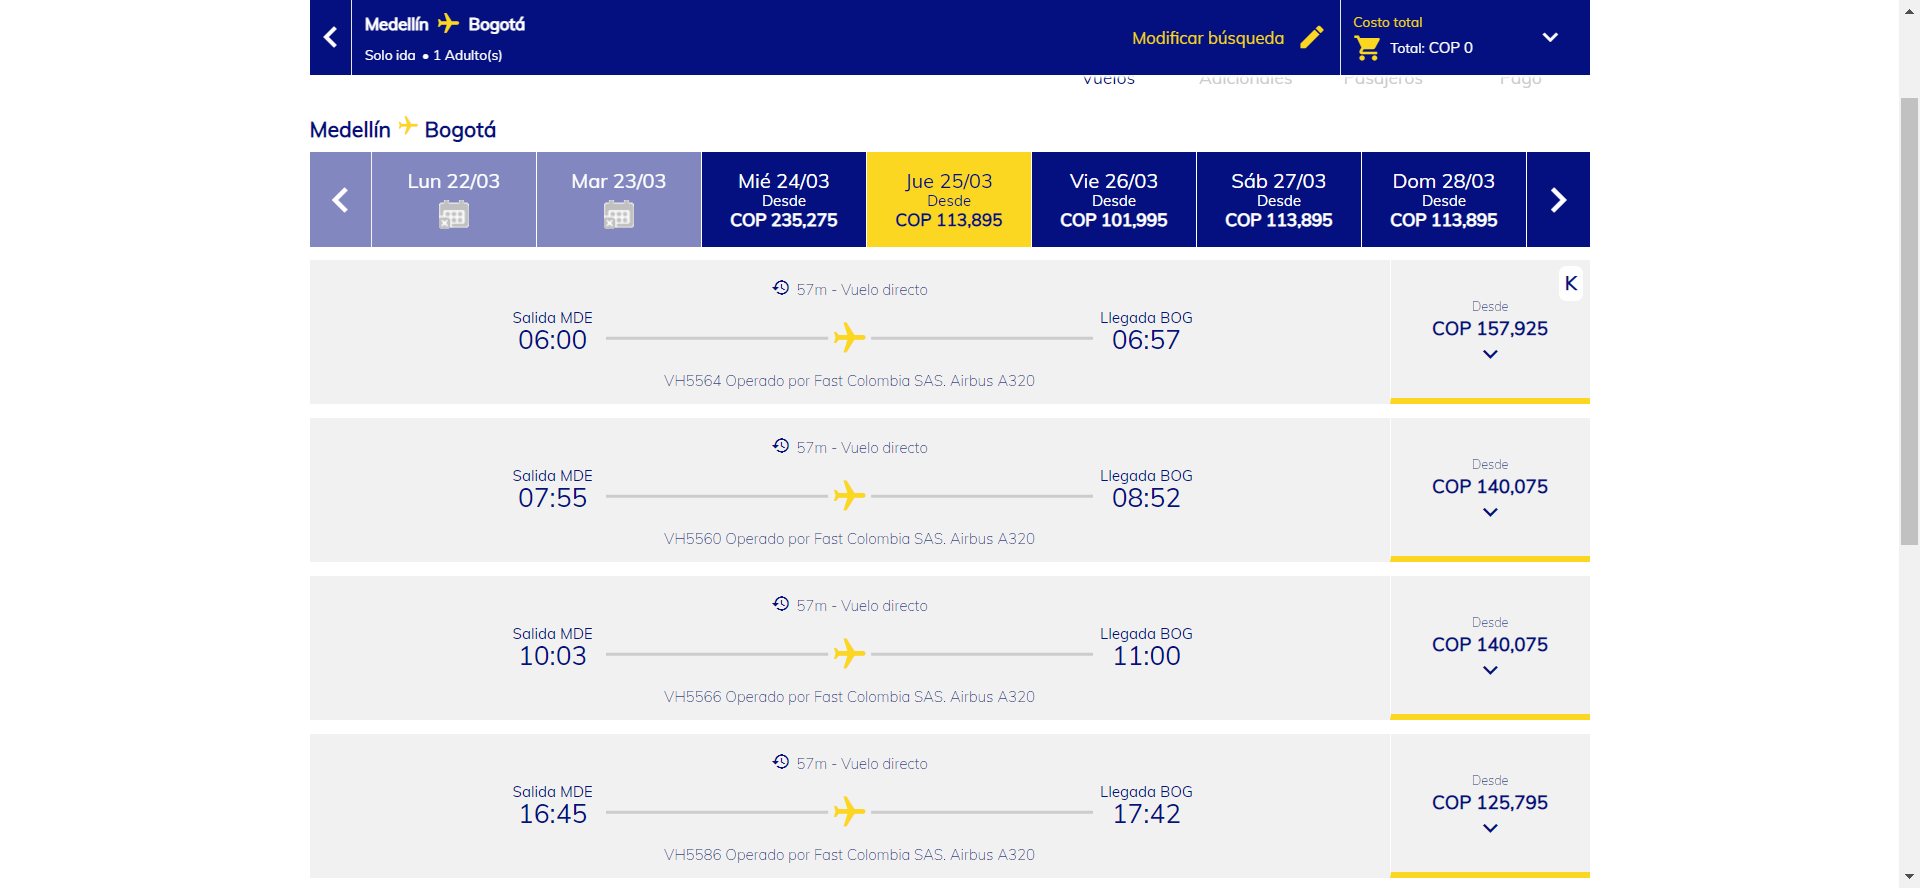 Medellín Bogotá
Solo ida • 1 Adulto(s)
Modificar búsqueda
Costo total
Total: COP 0
Vuelos Adicionales Pasajeros Pago
Medellín Bogotá
Lun 22/03
Mar 23/03
Mié 24/03
Desde
COP 235,275
Jue 25/03
Desde
COP 113,895
Vie 26/03
Desde
COP 101,995
Sáb 27/03
Desde
COP 113,895
Dom 28/03
Desde
COP 113,895
57m - Vuelo directo
Salida MDE
06:00
Llegada BOG
06:57
VH5564 Operado por Fast Colombia SAS. Airbus A320
K
Desde
COP 157,925
57m - Vuelo directo
Salida MDE
07:55
Llegada BOG
08:52
VH5560 Operado por Fast Colombia SAS. Airbus A320
Desde
COP 140,075
57m - Vuelo directo
Salida MDE
10:03
Llegada BOG
11:00
VH5566 Operado por Fast Colombia SAS. Airbus A320
Desde
COP 140,075
57m - Vuelo directo
Salida MDE
16:45
Llegada BOG
17:42
VH5586 Operado por Fast Colombia SAS. Airbus A320
Desde
COP 125,795